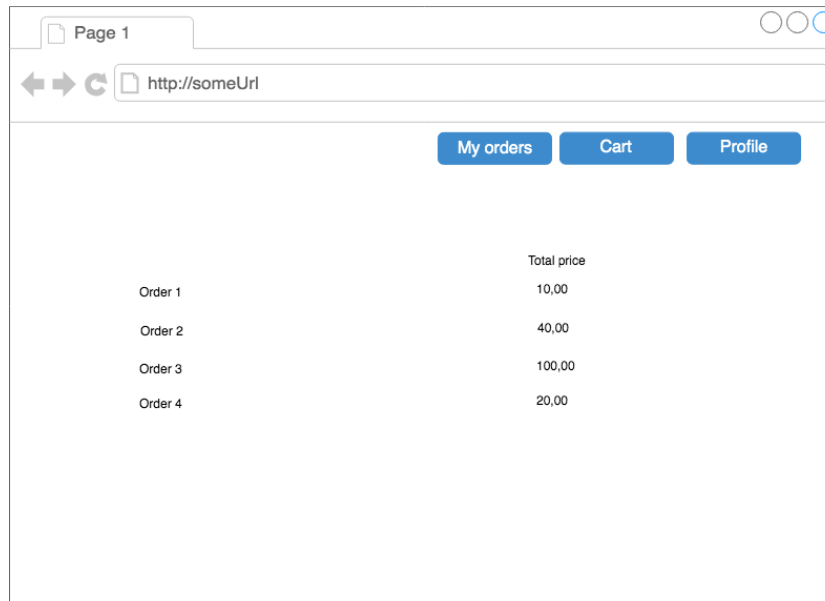 Page 1
http://someUrl
My orders Cart Profile
Total price
Order 1 10,00
Order 2 40,00
Order 3 100,00
Order 4 20,00